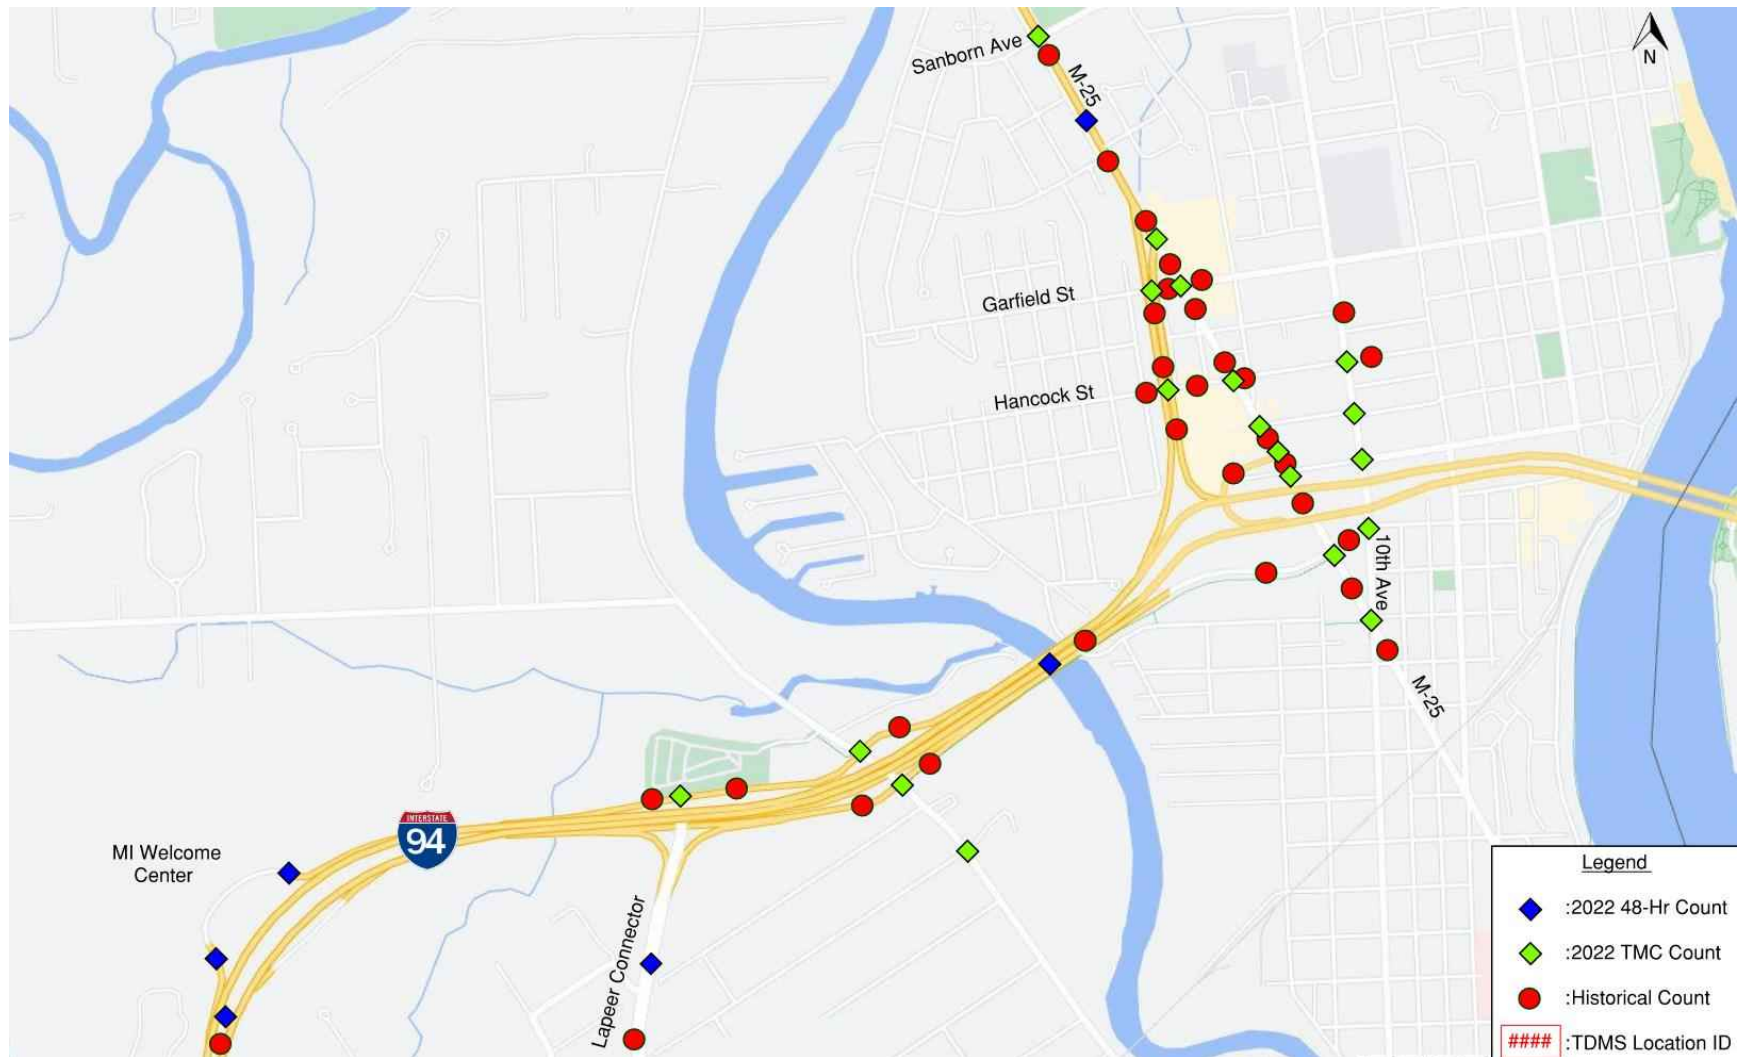 Sanborn Ave
M-25
N
Garfield St
Hancock St
10th Ave
M-25
INTERSTATE
94
MI Welcome
Center
Lapeer Connector
Legend
:2022 48-Hr Count
:2022 TMC Count
:Historical Count
#### :TDMS Location ID